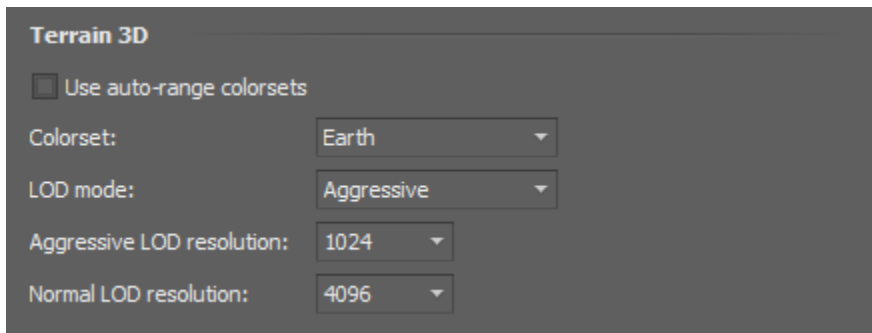 Terrain 3D
Use auto-range colorsets
Colorset: Earth
LOD mode: Aggressive
Aggressive LOD resolution: 1024
Normal LOD resolution: 4096